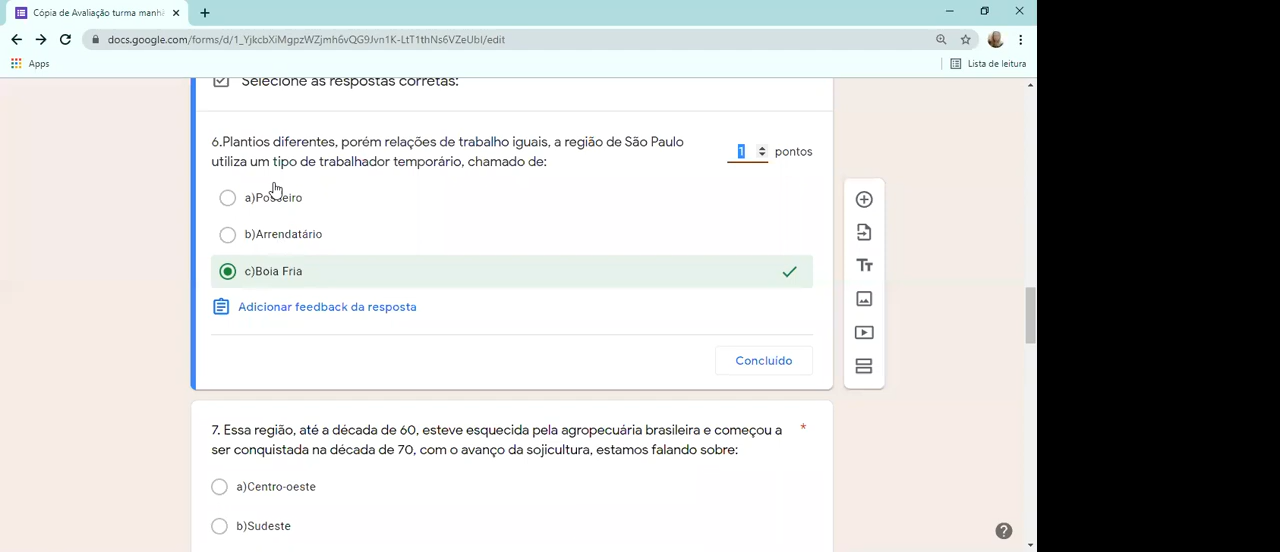 Cópia de Avaliação turma manhã
docs.google.com/forms/d/1_YjkcbXiMgpzWZjmh6vQG9Jvn1K-LtT1thNs6VZeUbI/edit
Apps
Lista de leitura
Selecione as respostas corretas:
6.Plantios diferentes, porém relações de trabalho iguais, a região de São Paulo
utiliza um tipo de trabalhador temporário, chamado de:
1 pontos
a)Posseiro
b)Arrendatário
c)Boia Fria
Adicionar feedback da resposta
Concluído
7. Essa região, até a década de 60, esteve esquecida pela agropecuária brasileira e começou a *
ser conquistada na década de 70, com o avanço da sojicultura, estamos falando sobre:
a)Centro-oeste
b)Sudeste